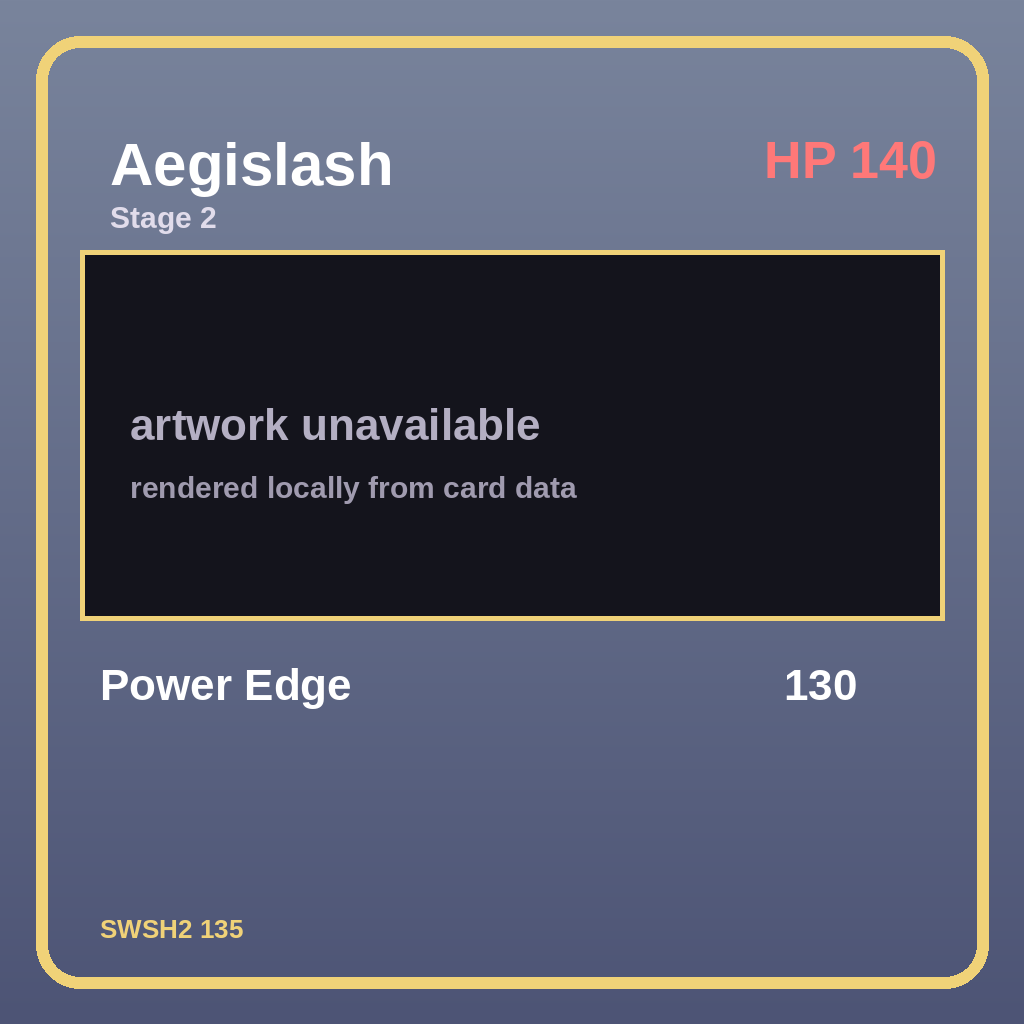 Aegislash
HP 140
Stage 2
artwork unavailable
rendered locally from card data
Power Edge
130
SWSH2 135